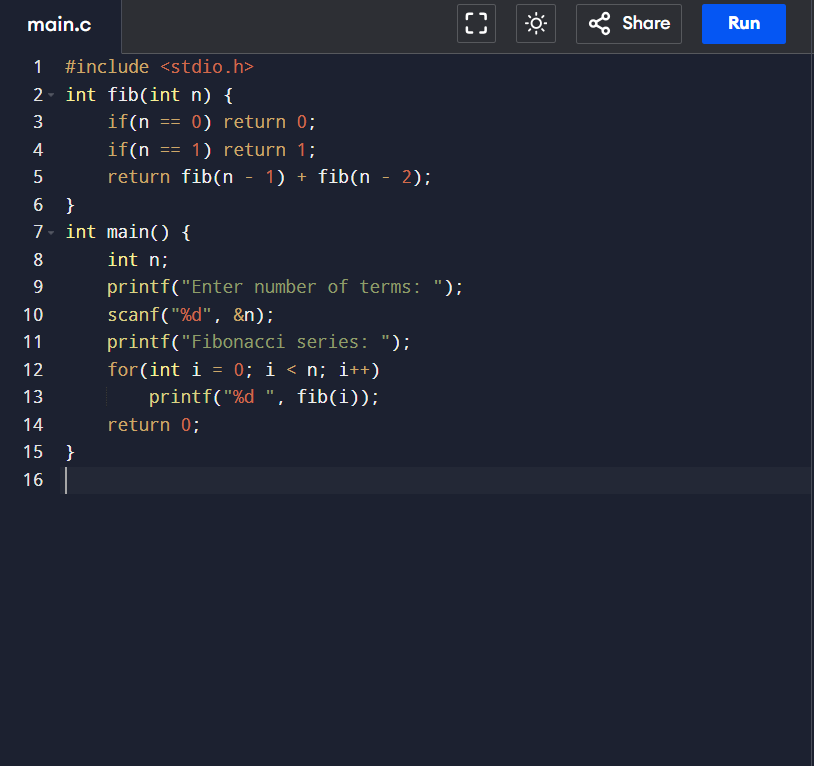 main.c Share Run
1 #include <stdio.h>
2 int fib(int n) {
3     if(n == 0) return 0;
4     if(n == 1) return 1;
5     return fib(n - 1) + fib(n - 2);
6 }
7 int main() {
8     int n;
9     printf("Enter number of terms: ");
10     scanf("%d", &n);
11     printf("Fibonacci series: ");
12     for(int i = 0; i < n; i++)
13         printf("%d ", fib(i));
14     return 0;
15 }
16